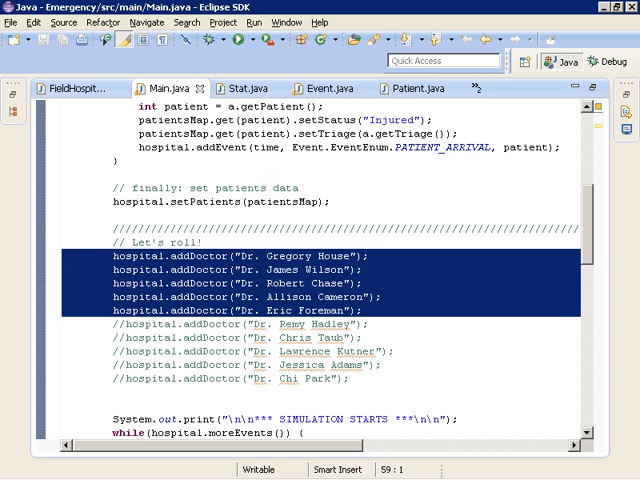 Java - Emergency/src/main/Main.java - Eclipse SDK
File Edit Source Refactor Navigate Search Project Run Window Help
Quick Access Java Debug
FieldHospit... Main.java Stat.java Event.java Patient.java »2
int patient = a.getPatient();
patientsMap.get(patient).setStatus("Injured");
patientsMap.get(patient).setTriage(a.getTriage());
hospital.addEvent(time, Event.EventEnum.PATIENT_ARRIVAL, patient);
}
// finally: set patients data
hospital.setPatients(patientsMap);
////////////////////////////////////////////////////////////////////////////
// Let's roll!
hospital.addDoctor("Dr. Gregory House");
hospital.addDoctor("Dr. James Wilson");
hospital.addDoctor("Dr. Robert Chase");
hospital.addDoctor("Dr. Allison Cameron");
hospital.addDoctor("Dr. Eric Foreman");
//hospital.addDoctor("Dr. Remy Hadley");
//hospital.addDoctor("Dr. Chris Taub");
//hospital.addDoctor("Dr. Lawrence Kutner");
//hospital.addDoctor("Dr. Jessica Adams");
//hospital.addDoctor("Dr. Chi Park");
System.out.print("\n\n*** SIMULATION STARTS ***\n\n");
while(hospital.moreEvents()) {
Writable Smart Insert 59 : 1